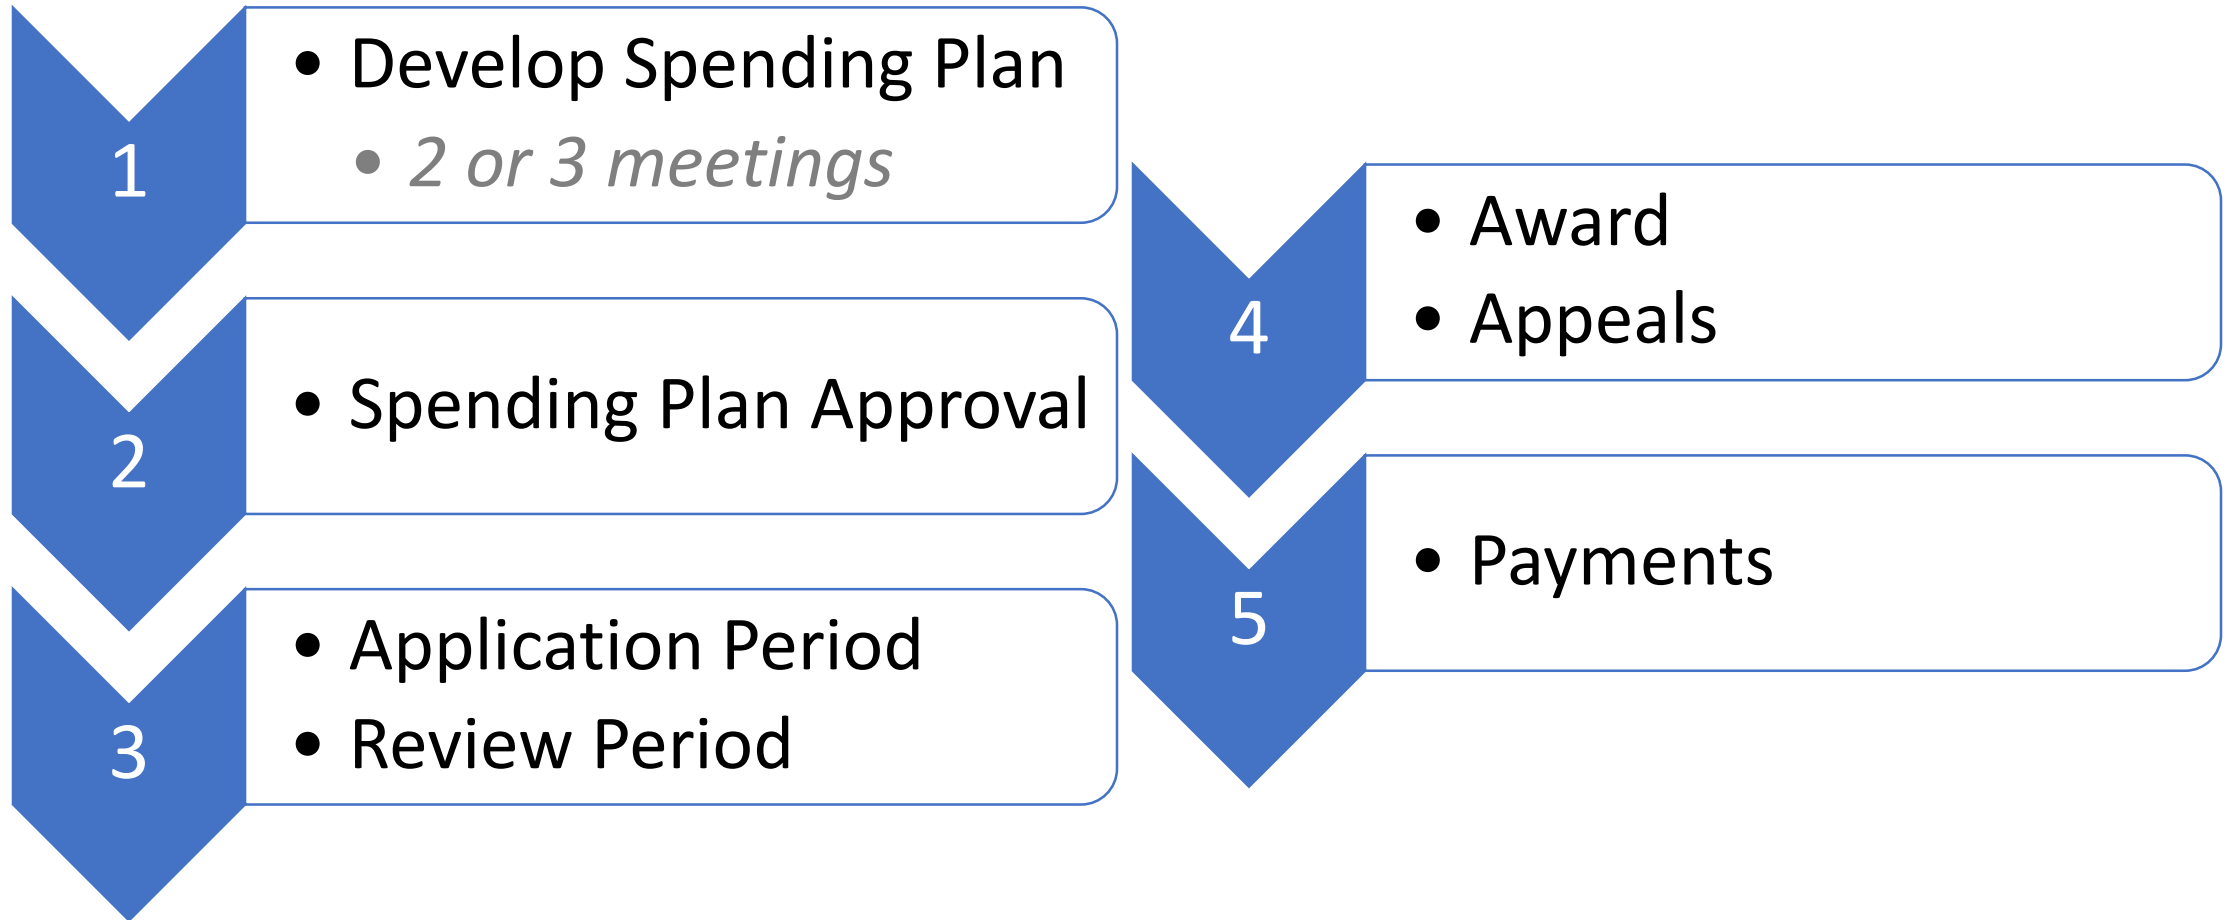 1
• Develop Spending Plan
• 2 or 3 meetings
2
• Spending Plan Approval
3
• Application Period
• Review Period
4
• Award
• Appeals
5
• Payments